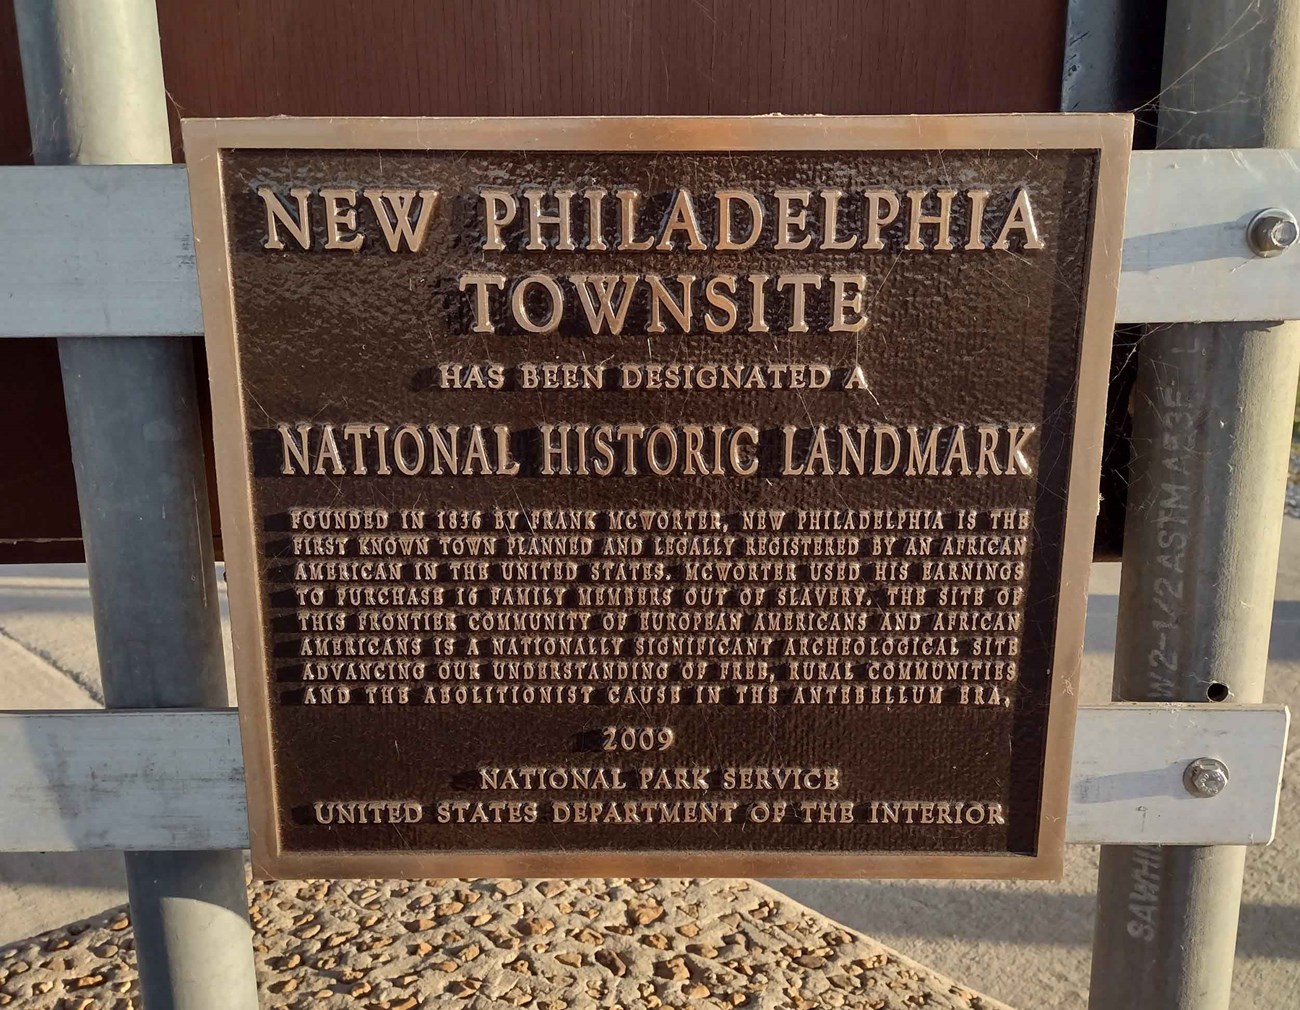 NEW PHILADELPHIA
TOWNSITE
HAS BEEN DESIGNATED A
NATIONAL HISTORIC LANDMARK
FOUNDED IN 1836 BY FRANK MCWORTER, NEW PHILADELPHIA IS THE
FIRST KNOWN TOWN PLANNED AND LEGALLY REGISTERED BY AN AFRICAN
AMERICAN IN THE UNITED STATES. MCWORTER USED HIS EARNINGS
TO PURCHASE 16 FAMILY MEMBERS OUT OF SLAVERY. THE SITE OF
THIS FRONTIER COMMUNITY OF EUROPEAN AMERICANS AND AFRICAN
AMERICANS IS A NATIONALLY SIGNIFICANT ARCHEOLOGICAL SITE
ADVANCING OUR UNDERSTANDING OF FREE, RURAL COMMUNITIES
AND THE ABOLITIONIST CAUSE IN THE ANTEBELLUM ERA.
2009
NATIONAL PARK SERVICE
UNITED STATES DEPARTMENT OF THE INTERIOR
2-1/2 ASTM